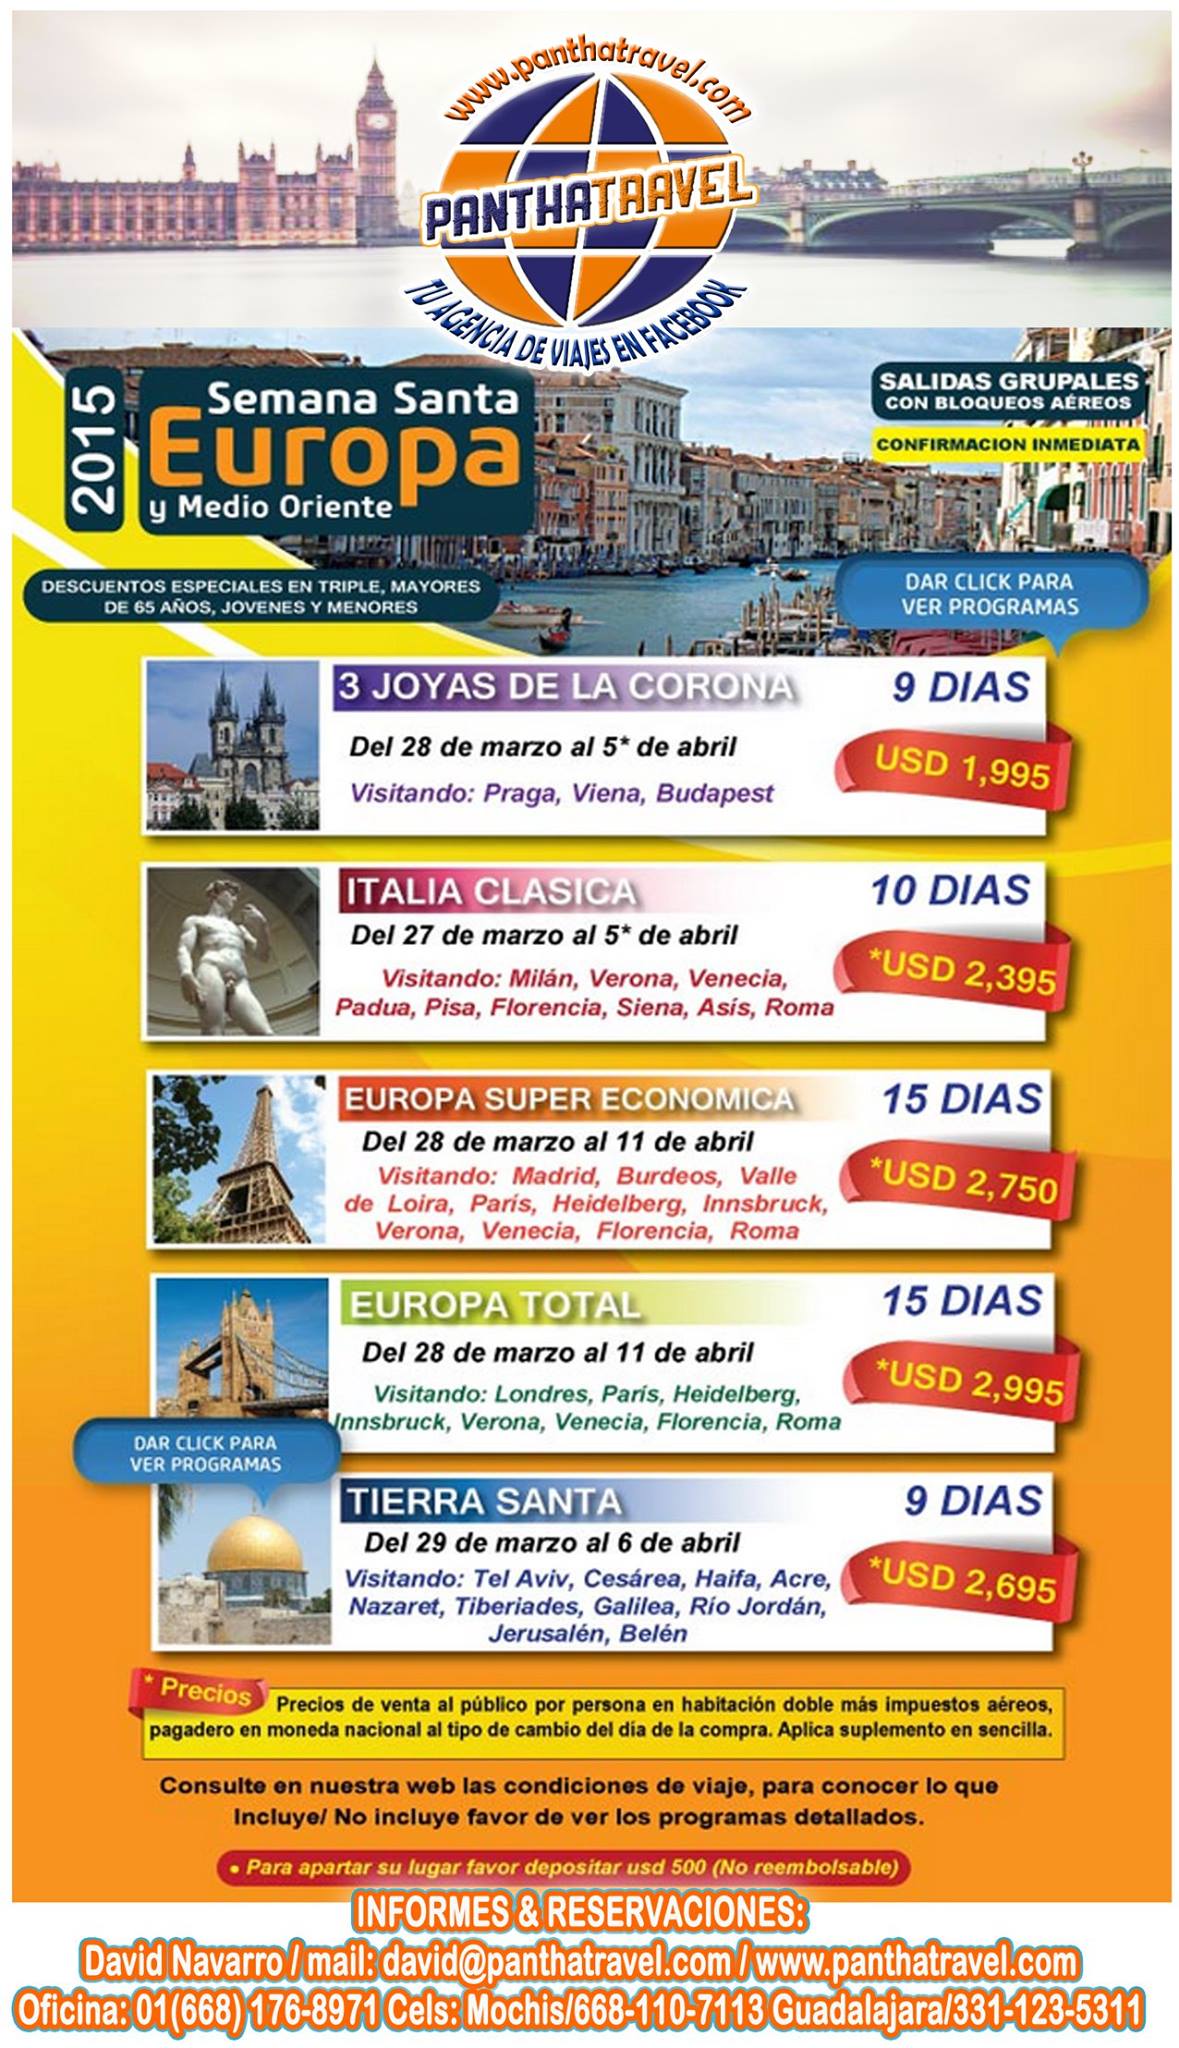 www.panthatravel.com
PANTHATRAVEL
TU AGENCIA DE VIAJES EN FACEBOOK
2015
Semana Santa
Europa
y Medio Oriente
SALIDAS GRUPALES
CON BLOQUEOS AÉREOS
CONFIRMACION INMEDIATA
DESCUENTOS ESPECIALES EN TRIPLE, MAYORES
DE 65 AÑOS, JOVENES Y MENORES
DAR CLICK PARA
VER PROGRAMAS
3 JOYAS DE LA CORONA
9 DIAS
Del 28 de marzo al 5* de abril
USD 1,995
Visitando: Praga, Viena, Budapest
ITALIA CLASICA
10 DIAS
Del 27 de marzo al 5* de abril
*USD 2,395
Visitando: Milán, Verona, Venecia,
Padua, Pisa, Florencia, Siena, Asís, Roma
EUROPA SUPER ECONOMICA
15 DIAS
Del 28 de marzo al 11 de abril
*USD 2,750
Visitando: Madrid, Burdeos, Valle
de Loira, París, Heidelberg, Innsbruck,
Verona, Venecia, Florencia, Roma
EUROPA TOTAL
15 DIAS
Del 28 de marzo al 11 de abril
*USD 2,995
Visitando: Londres, París, Heidelberg,
Innsbruck, Verona, Venecia, Florencia, Roma
DAR CLICK PARA
VER PROGRAMAS
TIERRA SANTA
9 DIAS
Del 29 de marzo al 6 de abril
*USD 2,695
Visitando: Tel Aviv, Cesárea, Haifa, Acre,
Nazaret, Tiberiades, Galilea, Río Jordán,
Jerusalén, Belén
* Precios
Precios de venta al público por persona en habitación doble más impuestos aéreos,
pagadero en moneda nacional al tipo de cambio del día de la compra. Aplica suplemento en sencilla.
Consulte en nuestra web las condiciones de viaje, para conocer lo que
Incluye/ No incluye favor de ver los programas detallados.
• Para apartar su lugar favor depositar usd 500 (No reembolsable)
INFORMES & RESERVACIONES:
David Navarro / mail: david@panthatravel.com / www.panthatravel.com
Oficina: 01(668) 176-8971 Cels: Mochis/668-110-7113 Guadalajara/331-123-5311